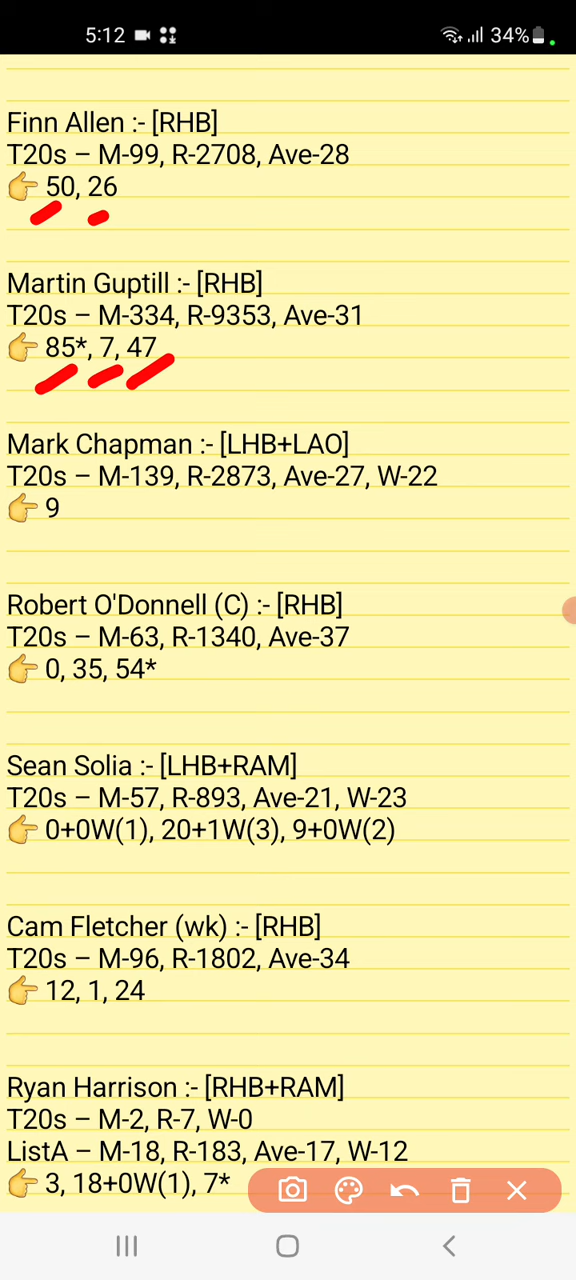 5:12
34%
Finn Allen :- [RHB]
T20s – M-99, R-2708, Ave-28
👉 50, 26
Martin Guptill :- [RHB]
T20s – M-334, R-9353, Ave-31
👉 85*, 7, 47
Mark Chapman :- [LHB+LAO]
T20s – M-139, R-2873, Ave-27, W-22
👉 9
Robert O'Donnell (C) :- [RHB]
T20s – M-63, R-1340, Ave-37
👉 0, 35, 54*
Sean Solia :- [LHB+RAM]
T20s – M-57, R-893, Ave-21, W-23
👉 0+0W(1), 20+1W(3), 9+0W(2)
Cam Fletcher (wk) :- [RHB]
T20s – M-96, R-1802, Ave-34
👉 12, 1, 24
Ryan Harrison :- [RHB+RAM]
T20s – M-2, R-7, W-0
ListA – M-18, R-183, Ave-17, W-12
👉 3, 18+0W(1), 7*